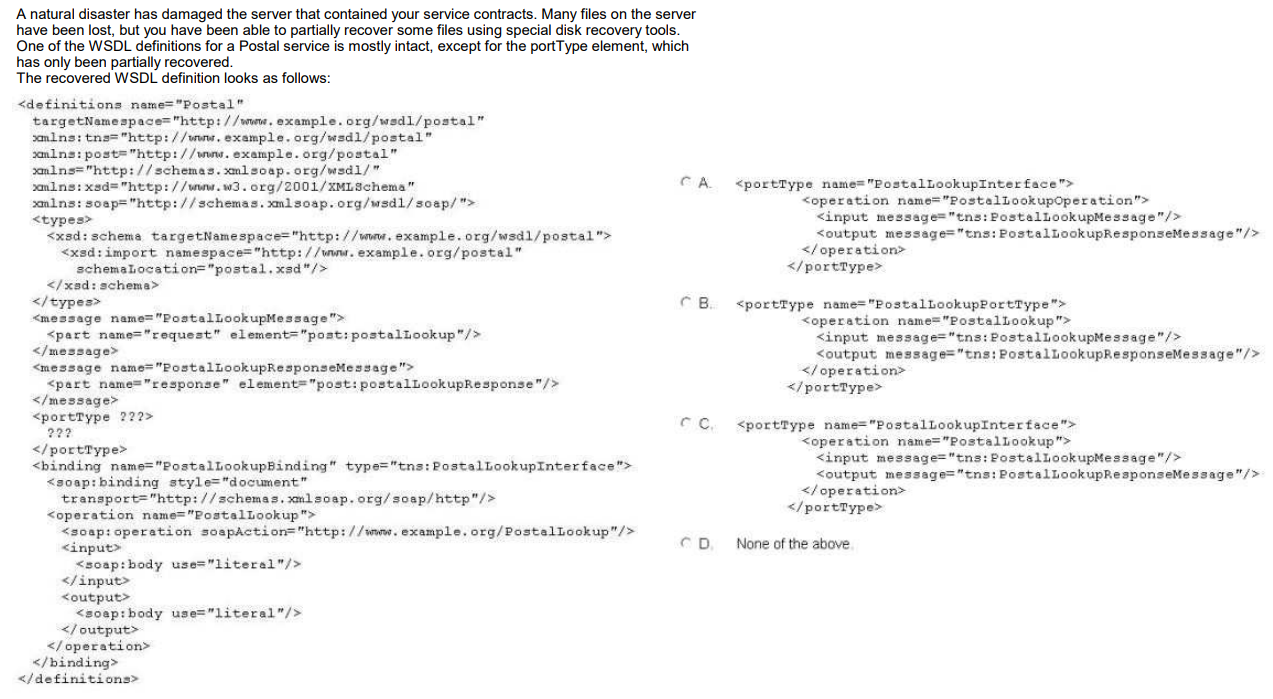 A natural disaster has damaged the server that contained your service contracts. Many files on the server
have been lost, but you have been able to partially recover some files using special disk recovery tools.
One of the WSDL definitions for a Postal service is mostly intact, except for the portType element, which
has only been partially recovered.
The recovered WSDL definition looks as follows:
<definitions name="Postal"
targetNamespace="http://www.example.org/wsdl/postal"
xmlns:tns="http://www.example.org/wsdl/postal"
xmlns:post="http://www.example.org/postal"
xmlns="http://schemas.xmlsoap.org/wsdl/"
xmlns:xsd="http://www.w3.org/2001/XMLSchema"
xmlns:soap="http://schemas.xmlsoap.org/wsdl/soap/">
<types>
<xsd:schema targetNamespace="http://www.example.org/wsdl/postal">
<xsd:import namespace="http://www.example.org/postal"
schemaLocation="postal.xsd"/>
</xsd:schema>
</types>
<message name="PostalLookupMessage">
<part name="request" element="post:postalLookup"/>
</message>
<message name="PostalLookupResponseMessage">
<part name="response" element="post:postalLookupResponse"/>
</message>
<portType ???>
???
</portType>
<binding name="PostalLookupBinding" type="tns:PostalLookupInterface">
<soap:binding style="document"
transport="http://schemas.xmlsoap.org/soap/http"/>
<operation name="PostalLookup">
<soap:operation soapAction="http://www.example.org/PostalLookup"/>
<input>
<soap:body use="literal"/>
</input>
<output>
<soap:body use="literal"/>
</output>
</operation>
</binding>
</definitions>
A. <portType name="PostalLookupInterface">
<operation name="PostalLookupOperation">
<input message="tns:PostalLookupMessage"/>
<output message="tns:PostalLookupResponseMessage"/>
</operation>
</portType>
B. <portType name="PostalLookupPortType">
<operation name="PostalLookup">
<input message="tns:PostalLookupMessage"/>
<output message="tns:PostalLookupResponseMessage"/>
</operation>
</portType>
C. <portType name="PostalLookupInterface">
<operation name="PostalLookup">
<input message="tns:PostalLookupMessage"/>
<output message="tns:PostalLookupResponseMessage"/>
</operation>
</portType>
D. None of the above.